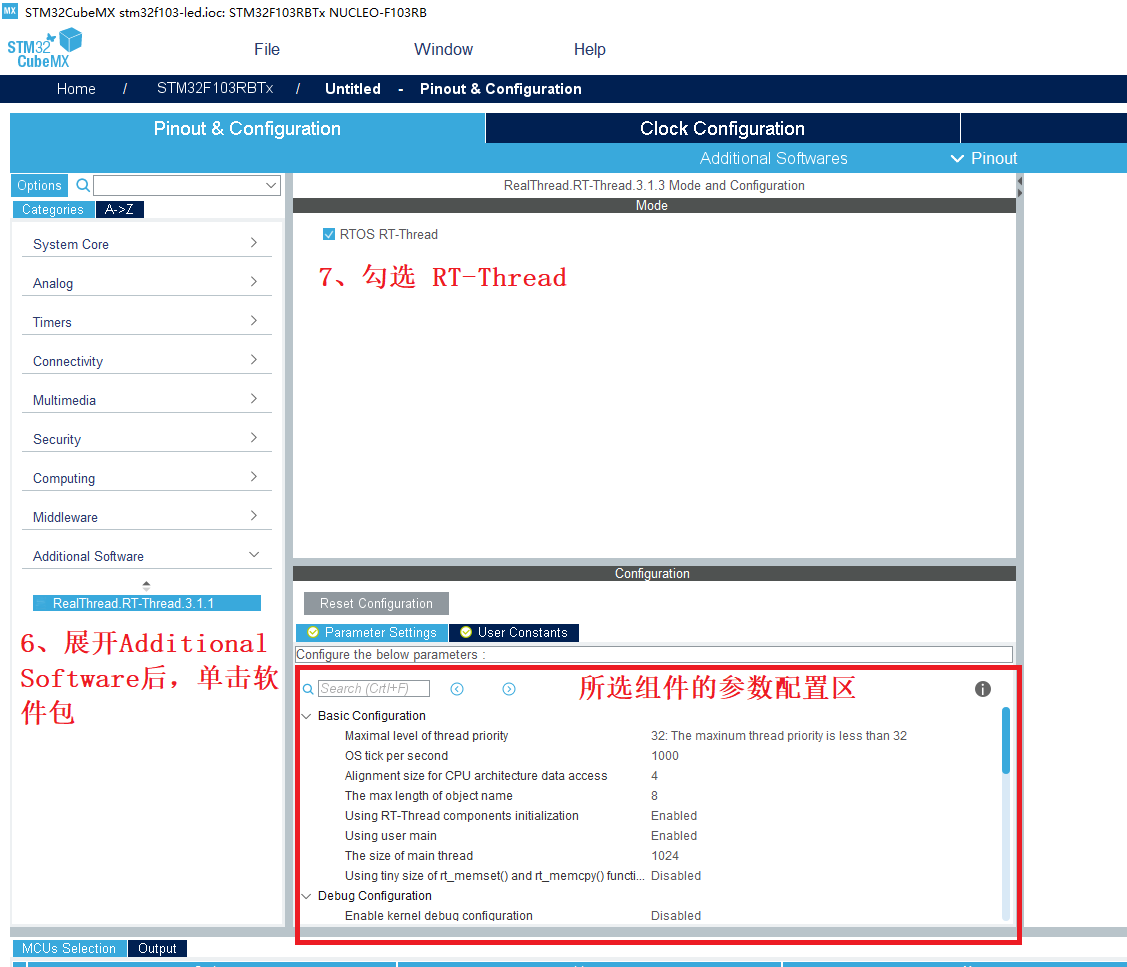 MX STM32CubeMX stm32f103-led.ioc: STM32F103RBTx NUCLEO-F103RB
STM32
CubeMX
File
Window
Help
Home / STM32F103RBTx / Untitled - Pinout & Configuration
Pinout & Configuration
Clock Configuration
Additional Softwares
Pinout
Options
Categories
A->Z
System Core
Analog
Timers
Connectivity
Multimedia
Security
Computing
Middleware
Additional Software
RealThread.RT-Thread.3.1.1
6、展开Additional
Software后，单击软
件包
RealThread.RT-Thread.3.1.3 Mode and Configuration
Mode
RTOS RT-Thread
7、勾选 RT-Thread
Configuration
Reset Configuration
Parameter Settings
User Constants
Configure the below parameters :
Search (Crtl+F)
所选组件的参数配置区
Basic Configuration
Maximal level of thread priority 32: The maxinum thread priority is less than 32
OS tick per second 1000
Alignment size for CPU architecture data access 4
The max length of object name 8
Using RT-Thread components initialization Enabled
Using user main Enabled
The size of main thread 1024
Using tiny size of rt_memset() and rt_memcpy() functi... Disabled
Debug Configuration
Enable kernel debug configuration Disabled
MCUs Selection
Output